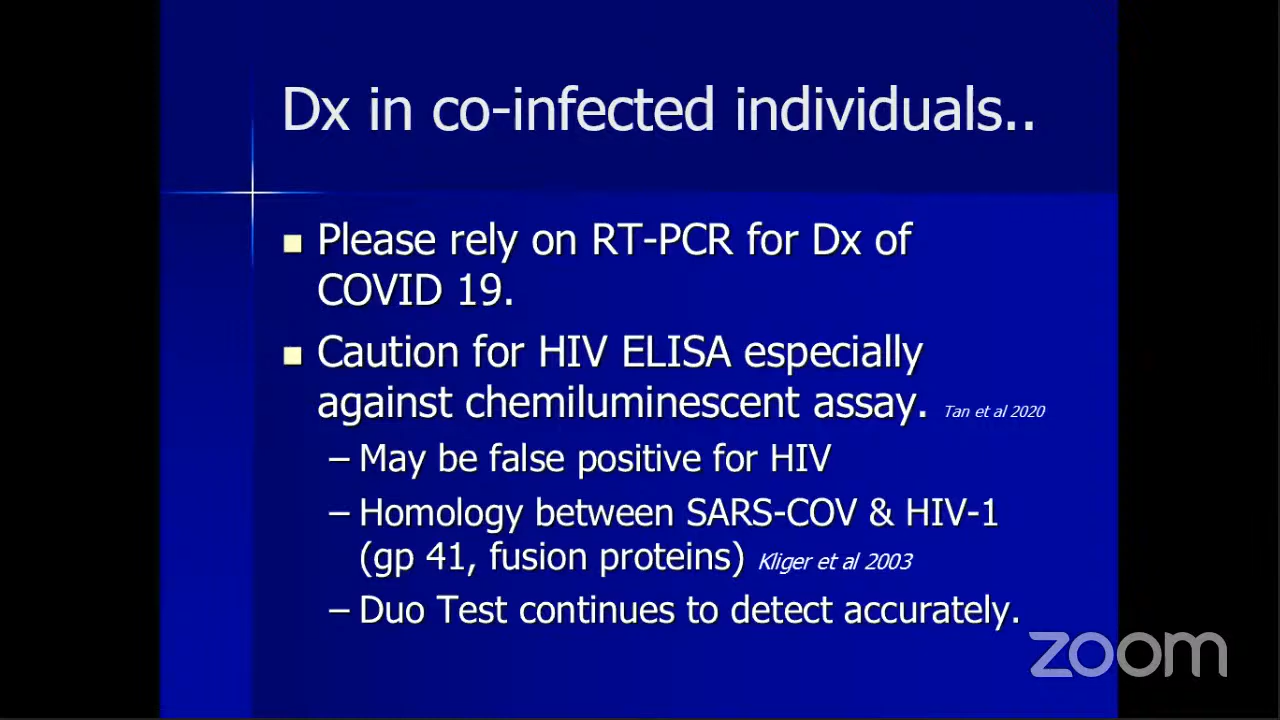 Dx in co-infected individuals..
Please rely on RT-PCR for Dx of
COVID 19.
Caution for HIV ELISA especially
against chemiluminescent assay. Tan et al 2020
– May be false positive for HIV
– Homology between SARS-COV & HIV-1
(gp 41, fusion proteins) Kliger et al 2003
– Duo Test continues to detect accurately.
zoom